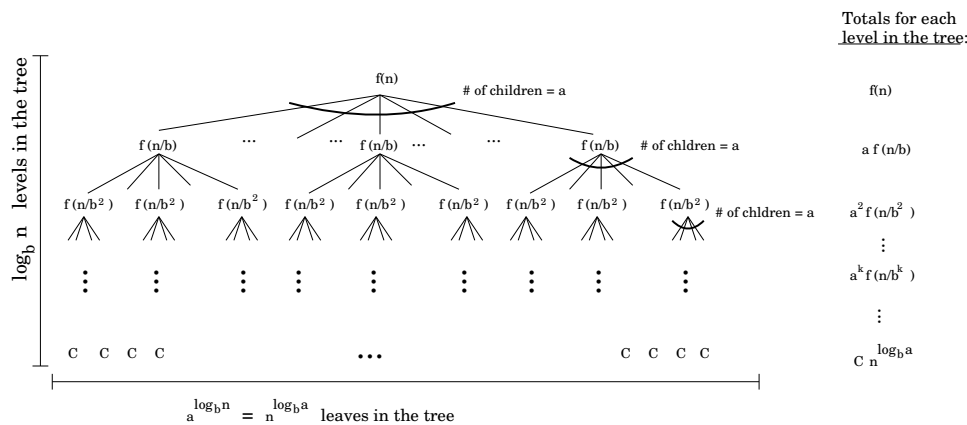 Totals for each
level in the tree:
f(n)
# of children = a
f(n)
... ... ... ...
f (n/b) f (n/b) f (n/b) # of chldren = a
a f (n/b)
f (n/b² ) f (n/b² ) f (n/b² ) f (n/b² ) f (n/b² ) f (n/b² ) f (n/b² ) f (n/b² ) f (n/b² )
# of chldren = a
a² f (n/b² )
⋮
a^k f (n/b^k )
⋮
C C C C ... C C C C
C n^log_b a
log_b n levels in the tree
a^log_b n = n^log_b a leaves in the tree